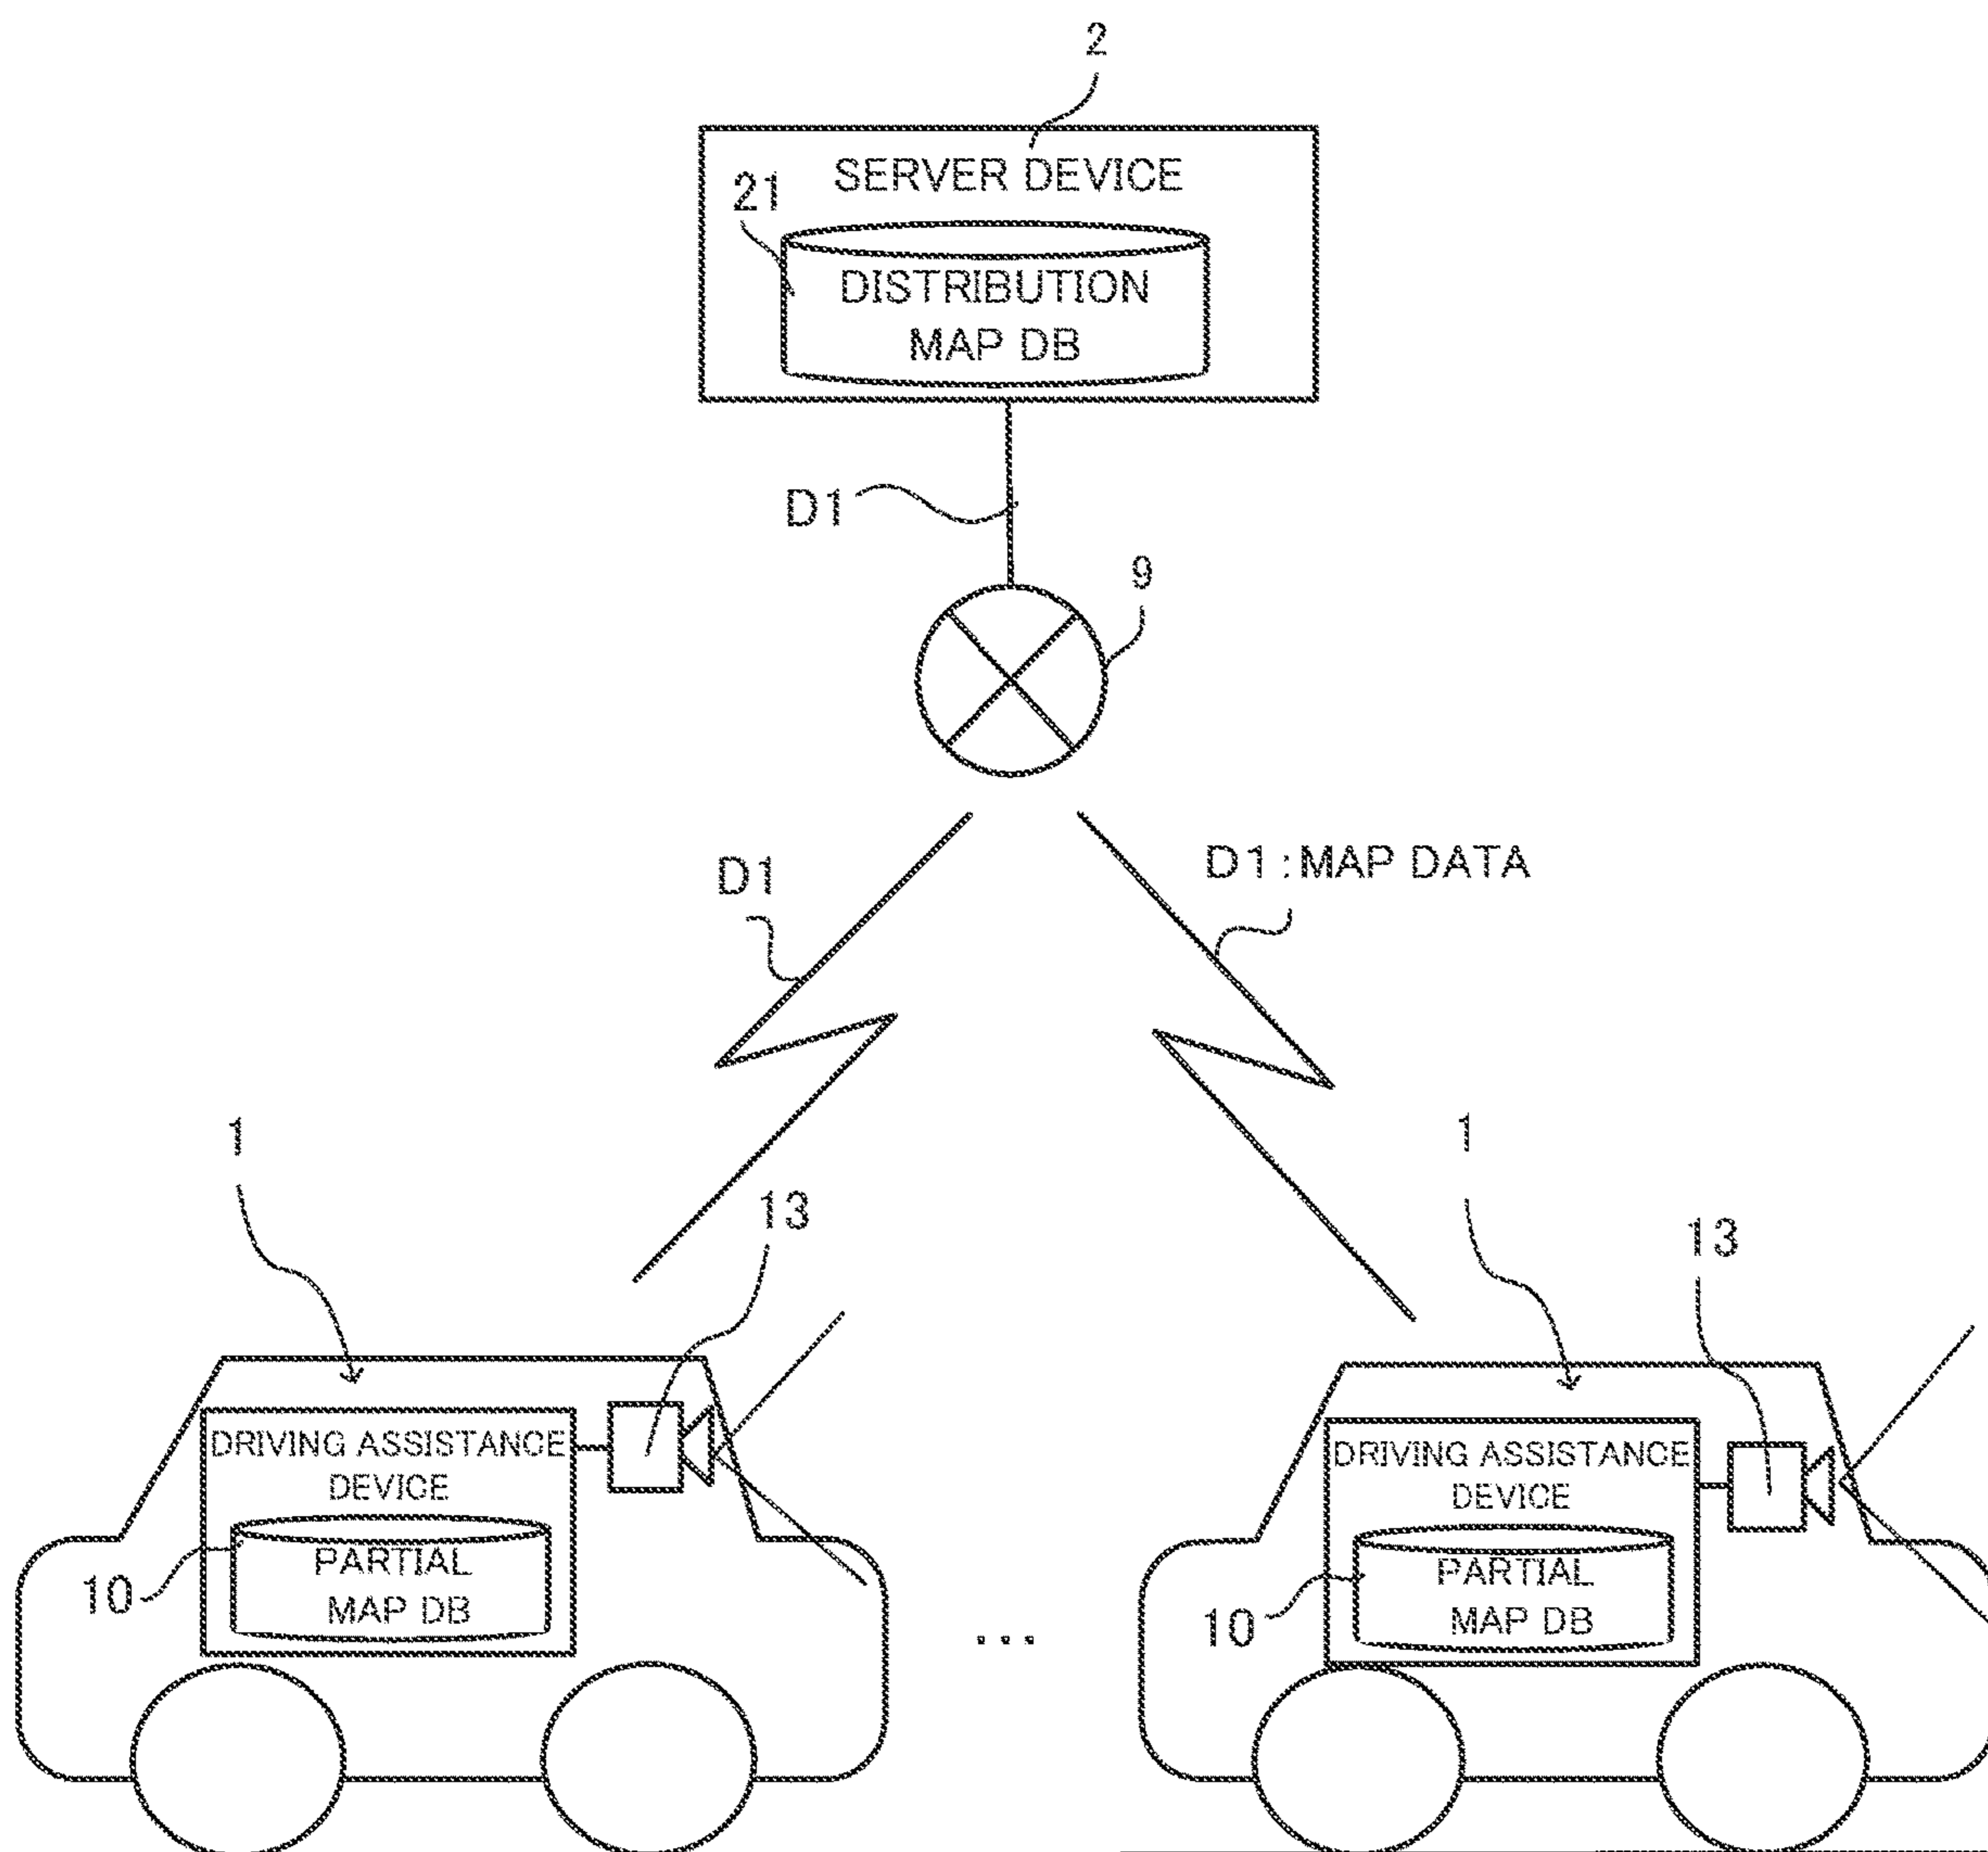 2
SERVER DEVICE
21
DISTRIBUTION
MAP DB
D1
9
D1
D1:MAP DATA
1
13
1
13
DRIVING ASSISTANCE
DEVICE
10
PARTIAL
MAP DB
...
DRIVING ASSISTANCE
DEVICE
10
PARTIAL
MAP DB